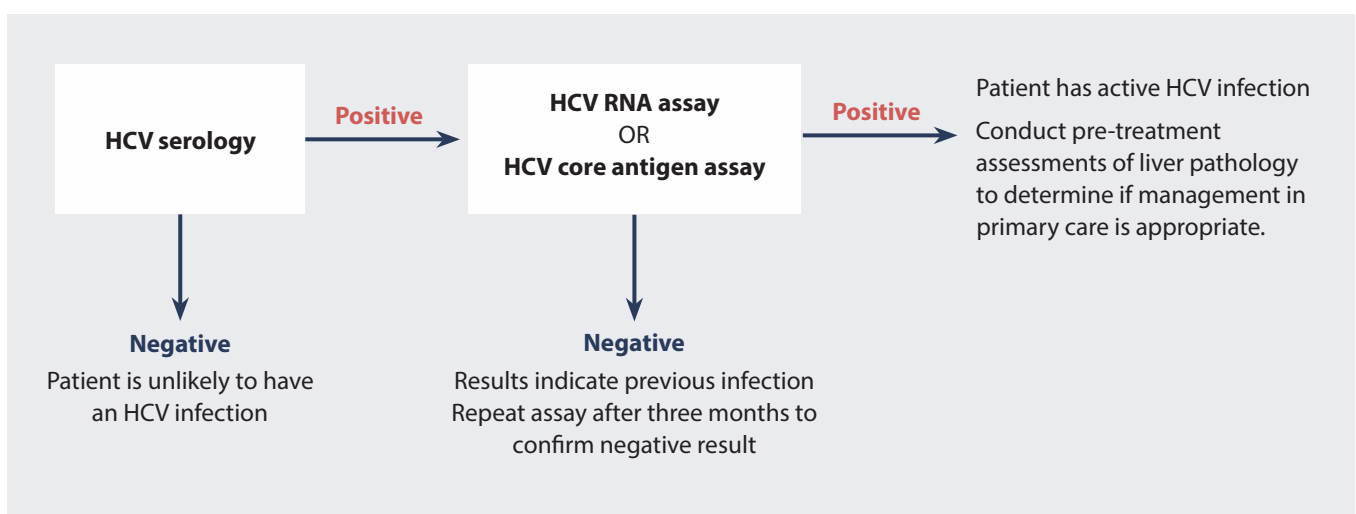 HCV serology
Positive
HCV RNA assay
OR
HCV core antigen assay
Positive
Patient has active HCV infection
Conduct pre-treatment
assessments of liver pathology
to determine if management in
primary care is appropriate.
Negative
Patient is unlikely to have
an HCV infection
Negative
Results indicate previous infection
Repeat assay after three months to
confirm negative result